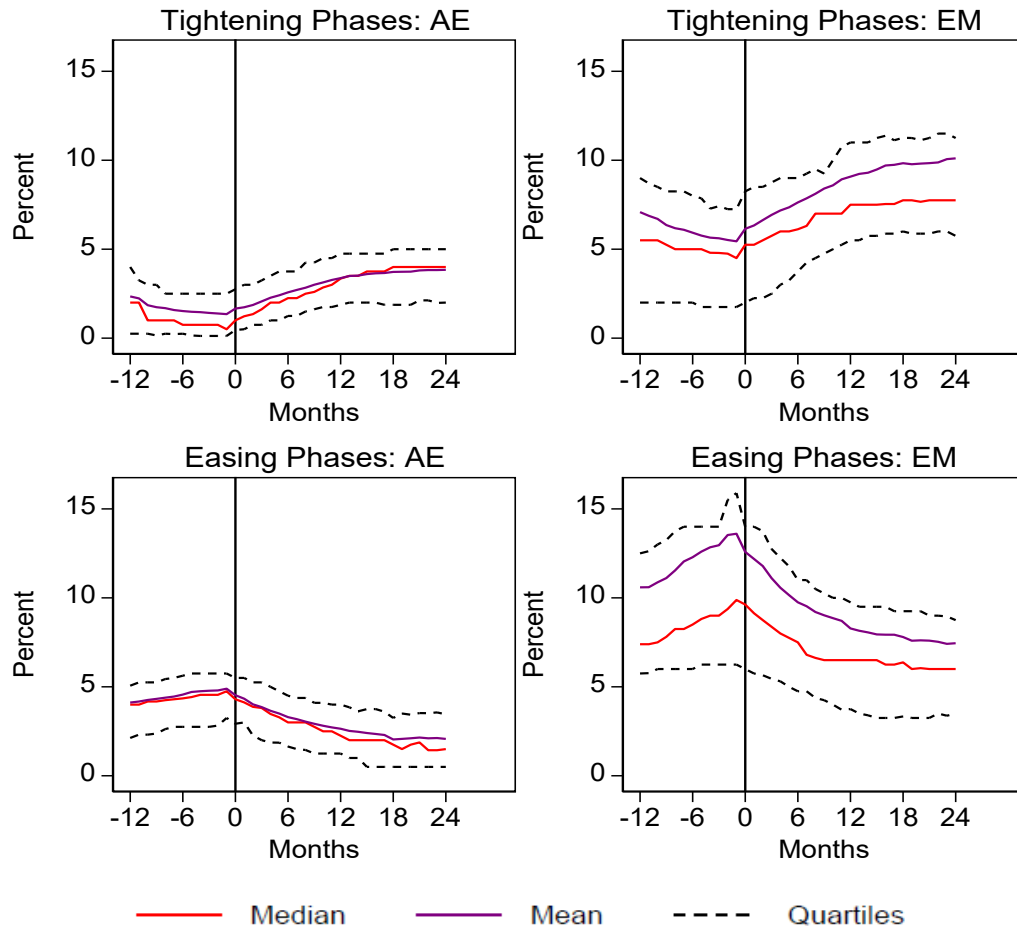 Tightening Phases: AE
Percent
15
10
5
0
-12 -6 0 6 12 18 24
Months
Tightening Phases: EM
Percent
15
10
5
0
-12 -6 0 6 12 18 24
Months
Easing Phases: AE
Percent
15
10
5
0
-12 -6 0 6 12 18 24
Months
Easing Phases: EM
Percent
15
10
5
0
-12 -6 0 6 12 18 24
Months
Median Mean Quartiles